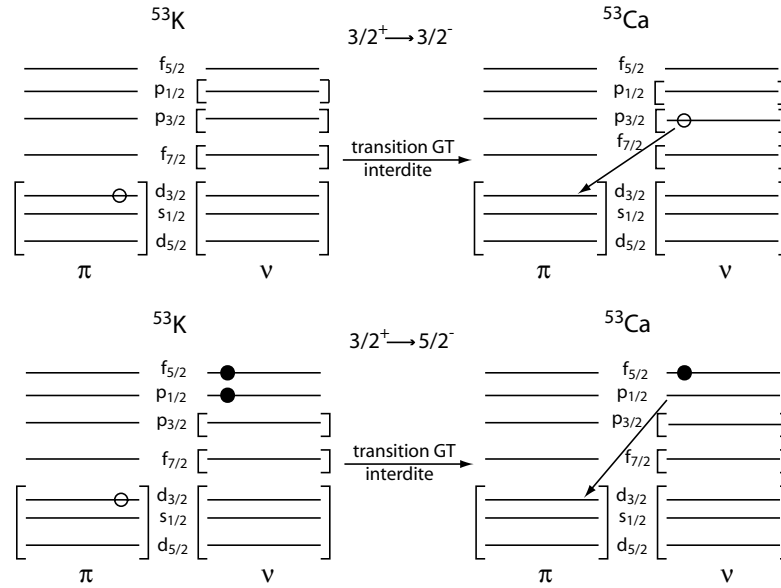 ⁵³K
3/2⁺ → 3/2⁻
⁵³Ca
f5/2
p1/2
p3/2
f7/2
d3/2
s1/2
d5/2
π
ν
transition GT
interdite
f5/2
p1/2
p3/2
f7/2
d3/2
s1/2
d5/2
π
ν
⁵³K
3/2⁺ → 5/2⁻
⁵³Ca
f5/2
p1/2
p3/2
f7/2
d3/2
s1/2
d5/2
π
ν
transition GT
interdite
f5/2
p1/2
p3/2
f7/2
d3/2
s1/2
d5/2
π
ν